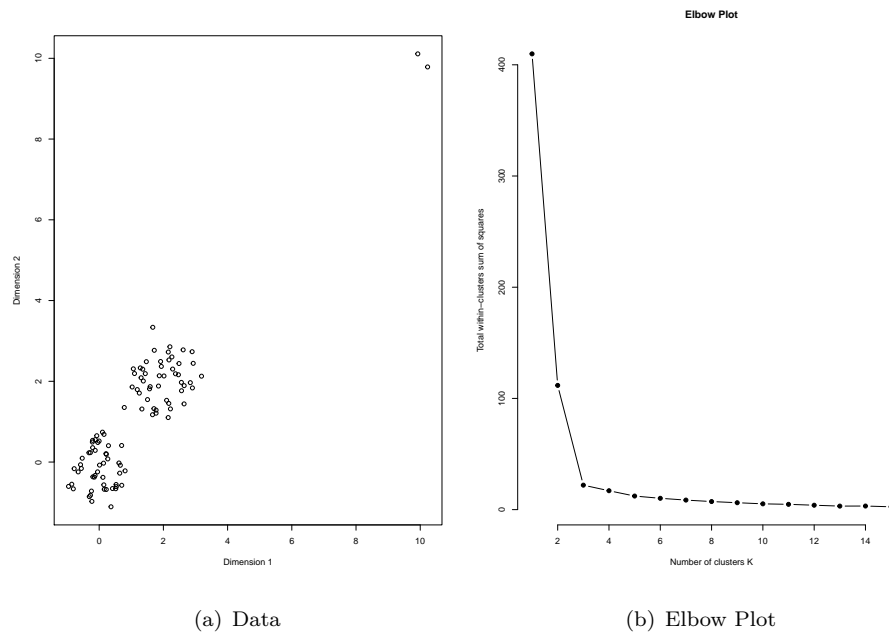 Elbow Plot
Dimension 2
10
8
6
4
2
0
0 2 4 6 8 10
Dimension 1
Total within−clusters sum of squares
400
300
200
100
0
2 4 6 8 10 12 14
Number of clusters K
(a) Data
(b) Elbow Plot